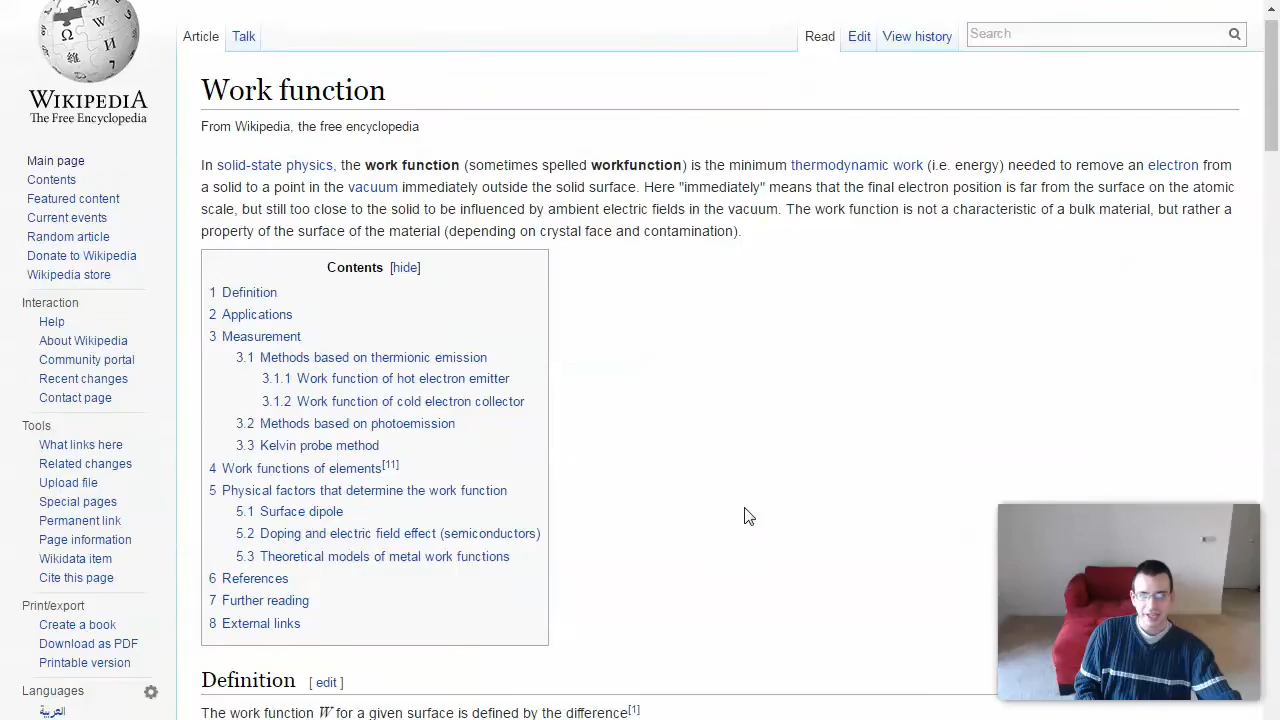 WIKIPEDIA
The Free Encyclopedia
Main page
Contents
Featured content
Current events
Random article
Donate to Wikipedia
Wikipedia store
Interaction
Help
About Wikipedia
Community portal
Recent changes
Contact page
Tools
What links here
Related changes
Upload file
Special pages
Permanent link
Page information
Wikidata item
Cite this page
Print/export
Create a book
Download as PDF
Printable version
Languages
العربية
Article Talk Read Edit View history Search
Work function
From Wikipedia, the free encyclopedia
In solid-state physics, the work function (sometimes spelled workfunction) is the minimum thermodynamic work (i.e. energy) needed to remove an electron from
a solid to a point in the vacuum immediately outside the solid surface. Here "immediately" means that the final electron position is far from the surface on the atomic
scale, but still too close to the solid to be influenced by ambient electric fields in the vacuum. The work function is not a characteristic of a bulk material, but rather a
property of the surface of the material (depending on crystal face and contamination).
Contents [hide]
1 Definition
2 Applications
3 Measurement
3.1 Methods based on thermionic emission
3.1.1 Work function of hot electron emitter
3.1.2 Work function of cold electron collector
3.2 Methods based on photoemission
3.3 Kelvin probe method
4 Work functions of elements[11]
5 Physical factors that determine the work function
5.1 Surface dipole
5.2 Doping and electric field effect (semiconductors)
5.3 Theoretical models of metal work functions
6 References
7 Further reading
8 External links
Definition [ edit ]
The work function W for a given surface is defined by the difference[1]